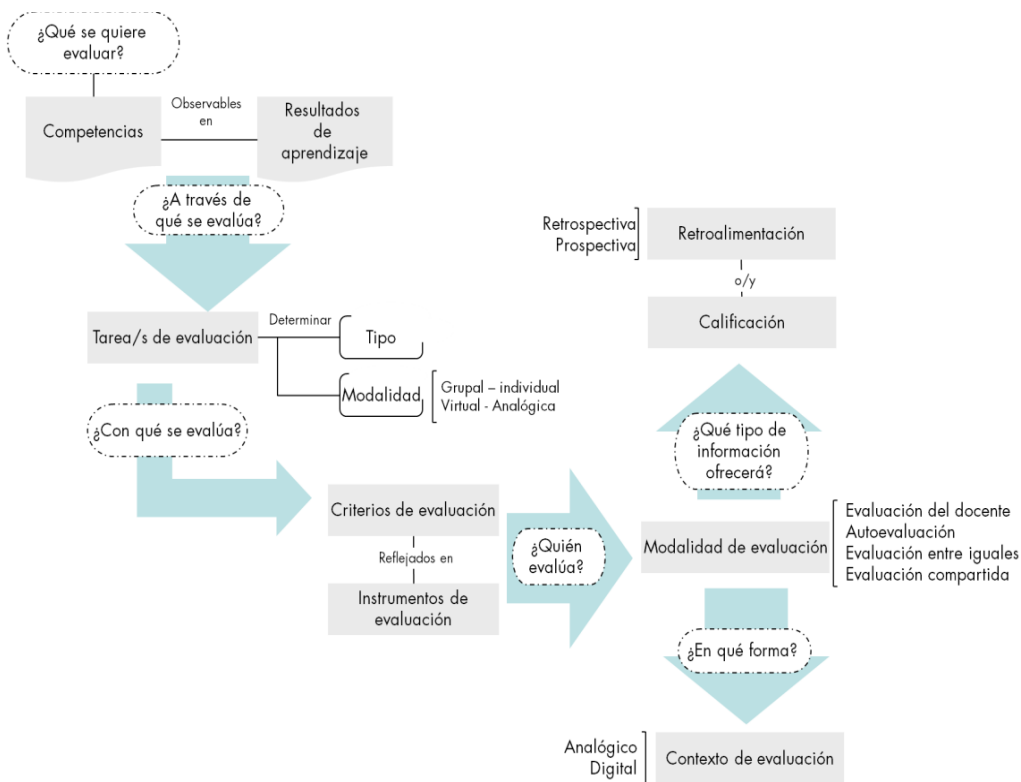 ¿Qué se quiere
evaluar?
Competencias
Observables
en
Resultados
de
aprendizaje
¿A través de
qué se evalúa?
Tarea/s de evaluación
Determinar
Tipo
Modalidad
Grupal – individual
Virtual - Analógica
¿Con qué se evalúa?
Criterios de evaluación
Reflejados en
Instrumentos de
evaluación
¿Quién
evalúa?
Modalidad de evaluación
Evaluación del docente
Autoevaluación
Evaluación entre iguales
Evaluación compartida
¿Qué tipo de
información
ofrecerá?
Calificación
o/y
Retroalimentación
Retrospectiva
Prospectiva
¿En qué forma?
Contexto de evaluación
Analógico
Digital